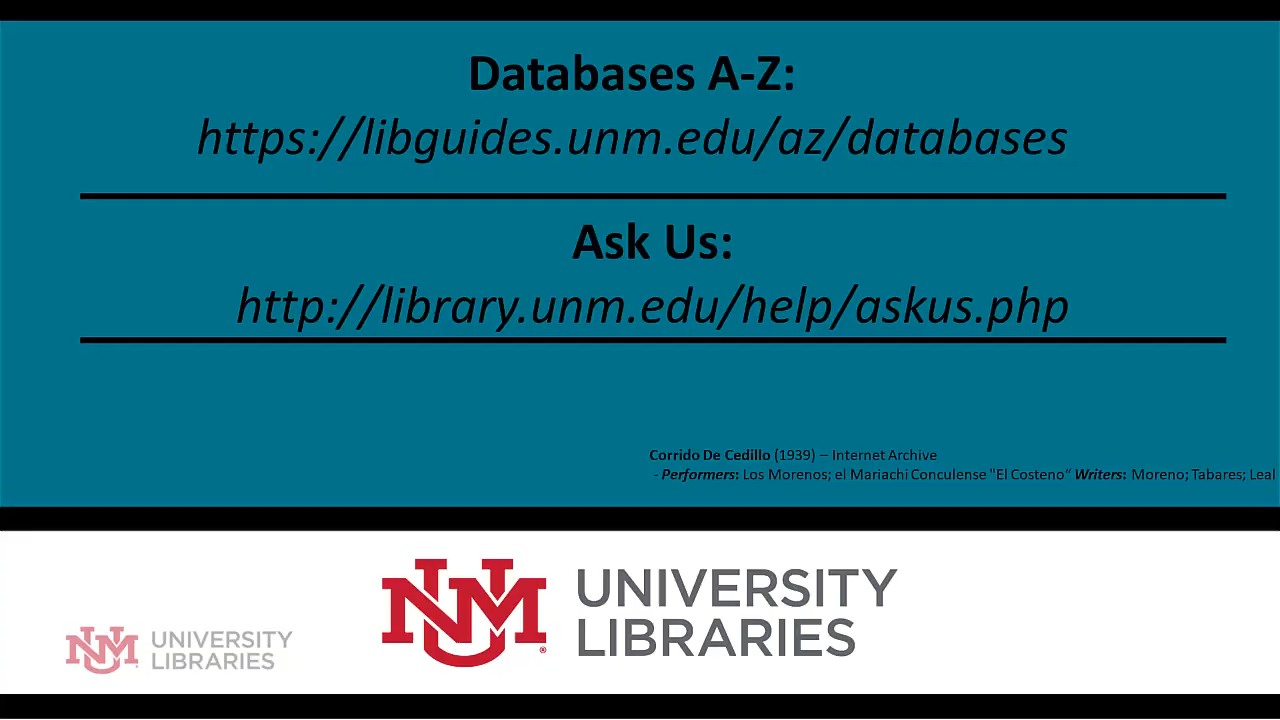 Databases A-Z:
https://libguides.unm.edu/az/databases
Ask Us:
http://library.unm.edu/help/askus.php
Corrido De Cedillo (1939) – Internet Archive
- Performers: Los Morenos; el Mariachi Conculense "El Costeno“ Writers: Moreno; Tabares; Leal
UNM® UNIVERSITY
LIBRARIES
UNM UNIVERSITY
LIBRARIES